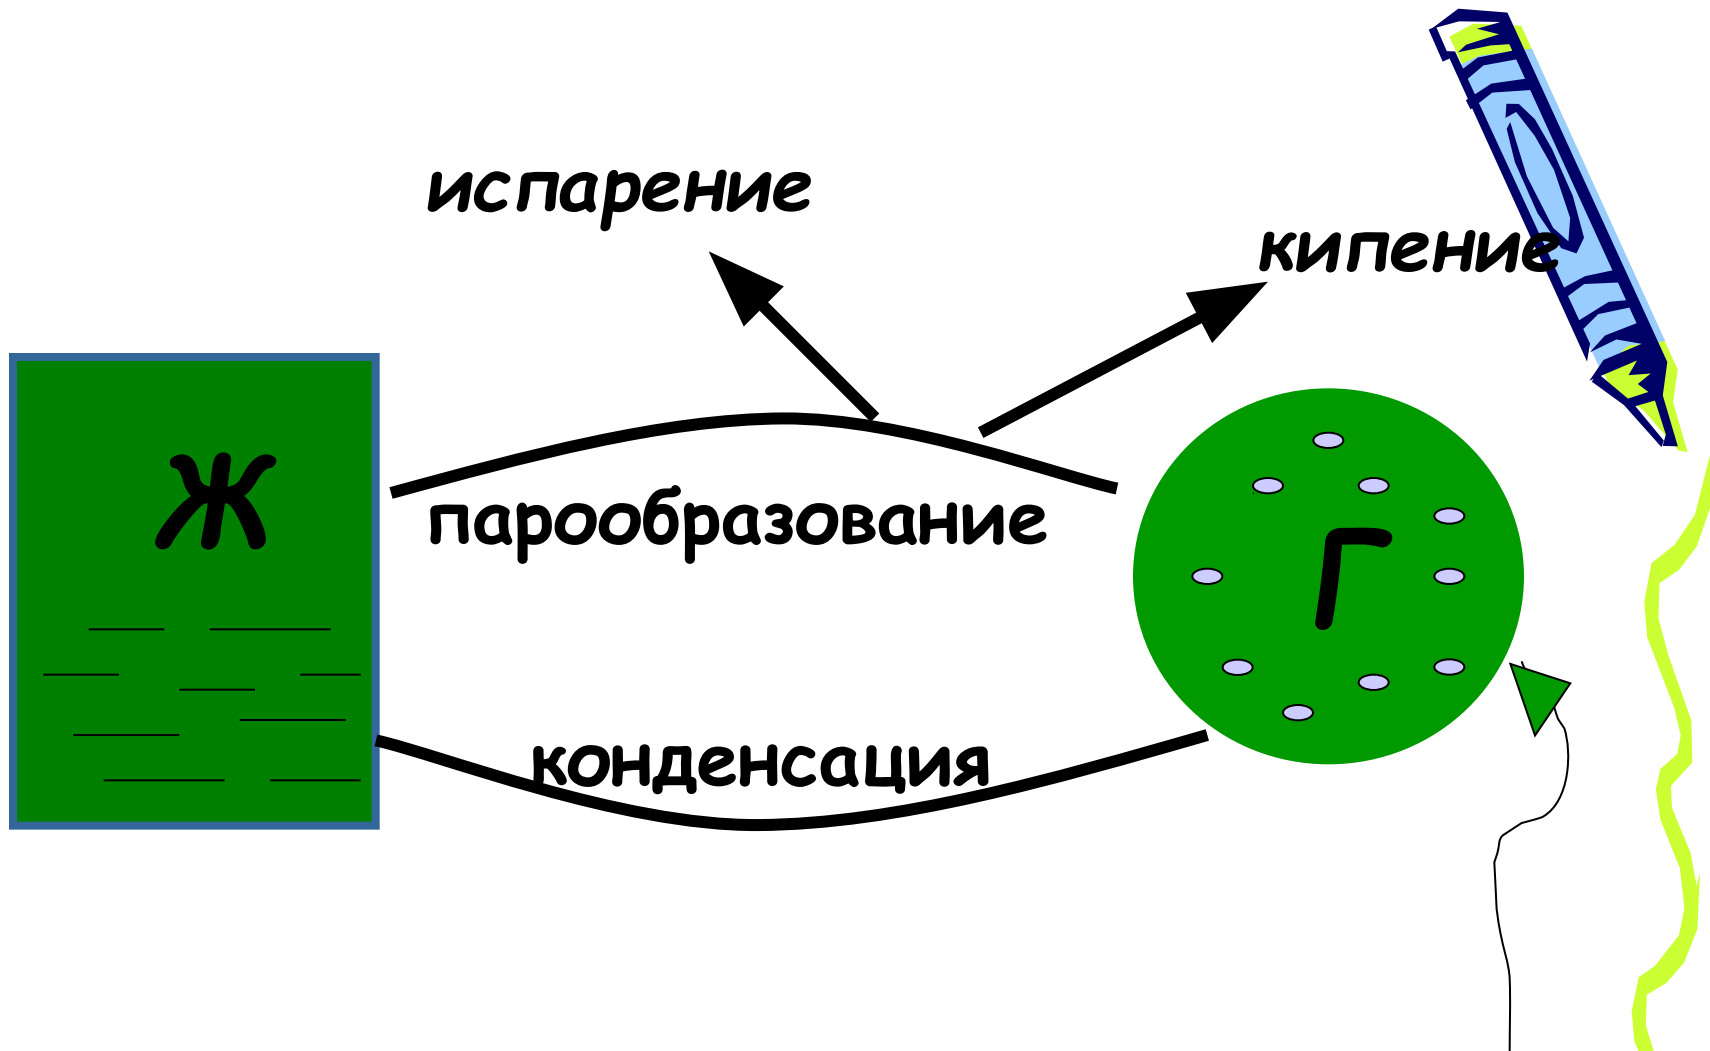 испарение
кипение
Ж
парообразование
Г
конденсация